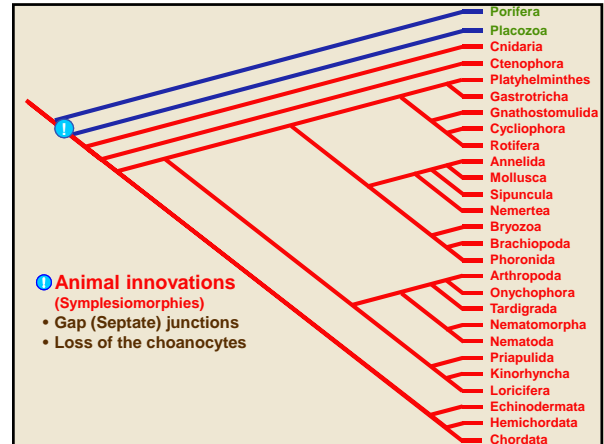 Porifera
Placozoa
Cnidaria
Ctenophora
Platyhelminthes
Gastrotricha
Gnathostomulida
Cycliophora
Rotifera
Annelida
Mollusca
Sipuncula
Nemertea
Bryozoa
Brachiopoda
Phoronida
Arthropoda
Onychophora
Tardigrada
Nematomorpha
Nematoda
Priapulida
Kinorhyncha
Loricifera
Echinodermata
Hemichordata
Chordata
!
! Animal innovations
(Symplesiomorphies)
• Gap (Septate) junctions
• Loss of the choanocytes